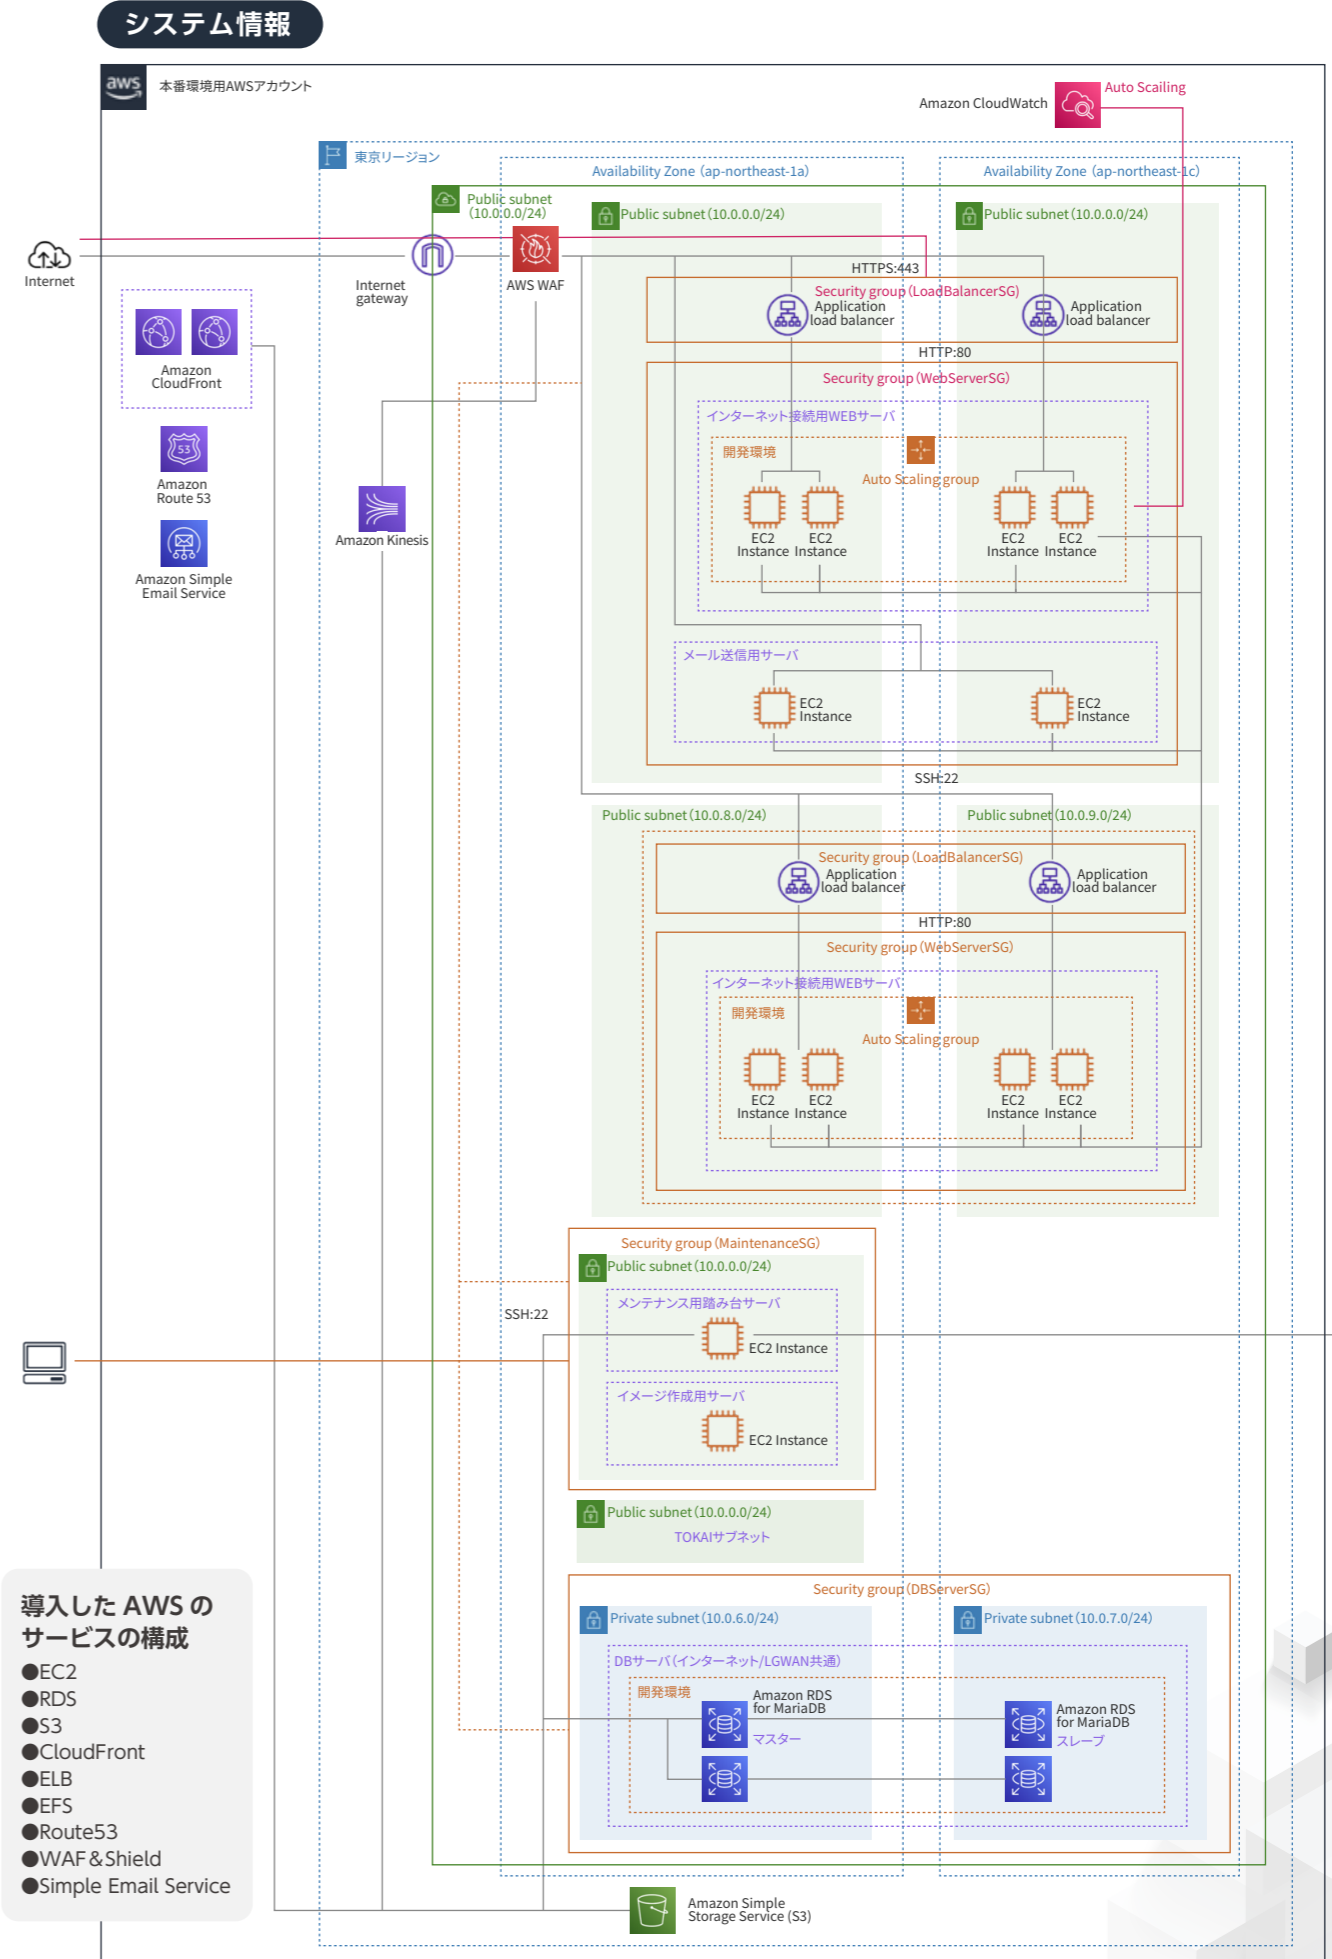 システム情報
aws
本番環境用AWSアカウント
Amazon CloudWatch
Auto Scailing
東京リージョン
Availability Zone (ap-northeast-1a)
Availability Zone (ap-northeast-1c)
Public subnet
(10.0.0.0/24)
Public subnet (10.0.0.0/24)
Public subnet (10.0.0.0/24)
Internet
Internet
gateway
AWS WAF
HTTPS:443
Security group (LoadBalancerSG)
Application
load balancer
Application
load balancer
HTTP:80
Amazon
CloudFront
Security group (WebServerSG)
インターネット接続用WEBサーバ
開発環境
Auto Scaling group
53
Amazon
Route 53
Amazon Kinesis
EC2
Instance
EC2
Instance
EC2
Instance
EC2
Instance
Amazon Simple
Email Service
メール送信用サーバ
EC2
Instance
EC2
Instance
SSH:22
Public subnet (10.0.8.0/24)
Public subnet (10.0.9.0/24)
Security group (LoadBalancerSG)
Application
load balancer
Application
load balancer
HTTP:80
Security group (WebServerSG)
インターネット接続用WEBサーバ
開発環境
Auto Scaling group
EC2
Instance
EC2
Instance
EC2
Instance
EC2
Instance
Security group (MaintenanceSG)
Public subnet (10.0.0.0/24)
メンテナンス用踏み台サーバ
SSH:22
EC2 Instance
イメージ作成用サーバ
EC2 Instance
Public subnet (10.0.0.0/24)
TOKAIサブネット
Security group (DBServerSG)
Private subnet (10.0.6.0/24)
Private subnet (10.0.7.0/24)
DBサーバ(インターネット/LGWAN共通)
開発環境
Amazon RDS
for MariaDB
マスター
Amazon RDS
for MariaDB
スレーブ
Amazon Simple
Storage Service (S3)
導入した AWS の
サービスの構成
●EC2
●RDS
●S3
●CloudFront
●ELB
●EFS
●Route53
●WAF&Shield
●Simple Email Service